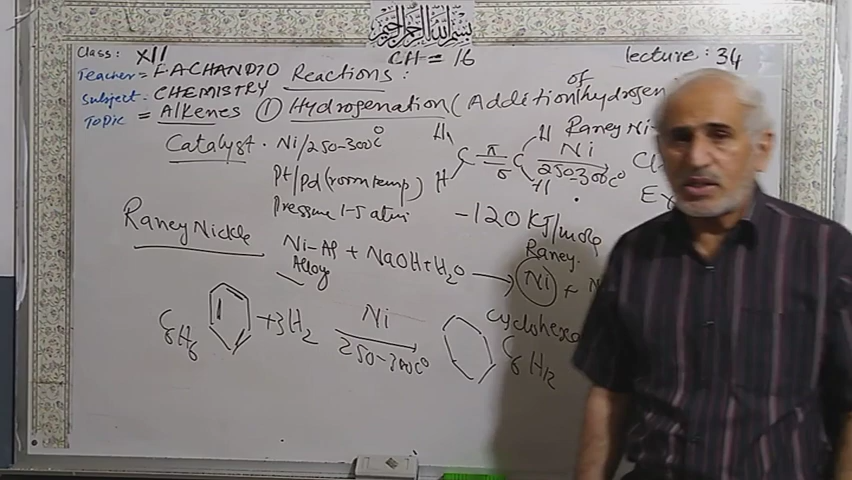 بسم الله الرحمن الرحيم
Class: XII CH = 16 lecture: 34
Teacher = F.A CHANDIO Reactions:
Subject: CHEMISTRY
Topic = Alkenes ① Hydrogenation (Addition of hydrogen
Catalyst. Ni/250-300C°
Pt/Pd (room temp)
Pressure 1-5 atm
H H Raney Ni
C π C Ni
σ 250-300C°
H H
-120 KJ/mole
Raney Nickle Ni-Al + NaOH + H2O → Ni +
Alloy Raney.
C6H6 + 3H2 Ni
250-300C°
C6H12